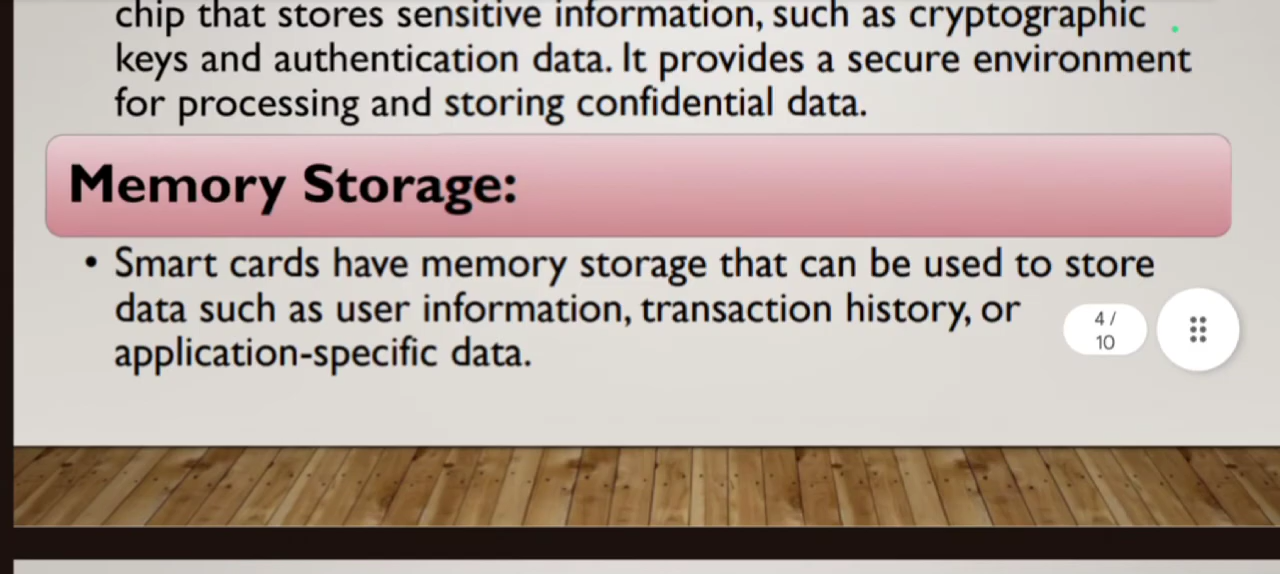 chip that stores sensitive information, such as cryptographic
keys and authentication data. It provides a secure environment
for processing and storing confidential data.
Memory Storage:
• Smart cards have memory storage that can be used to store
data such as user information, transaction history, or
application-specific data.
4 /
10